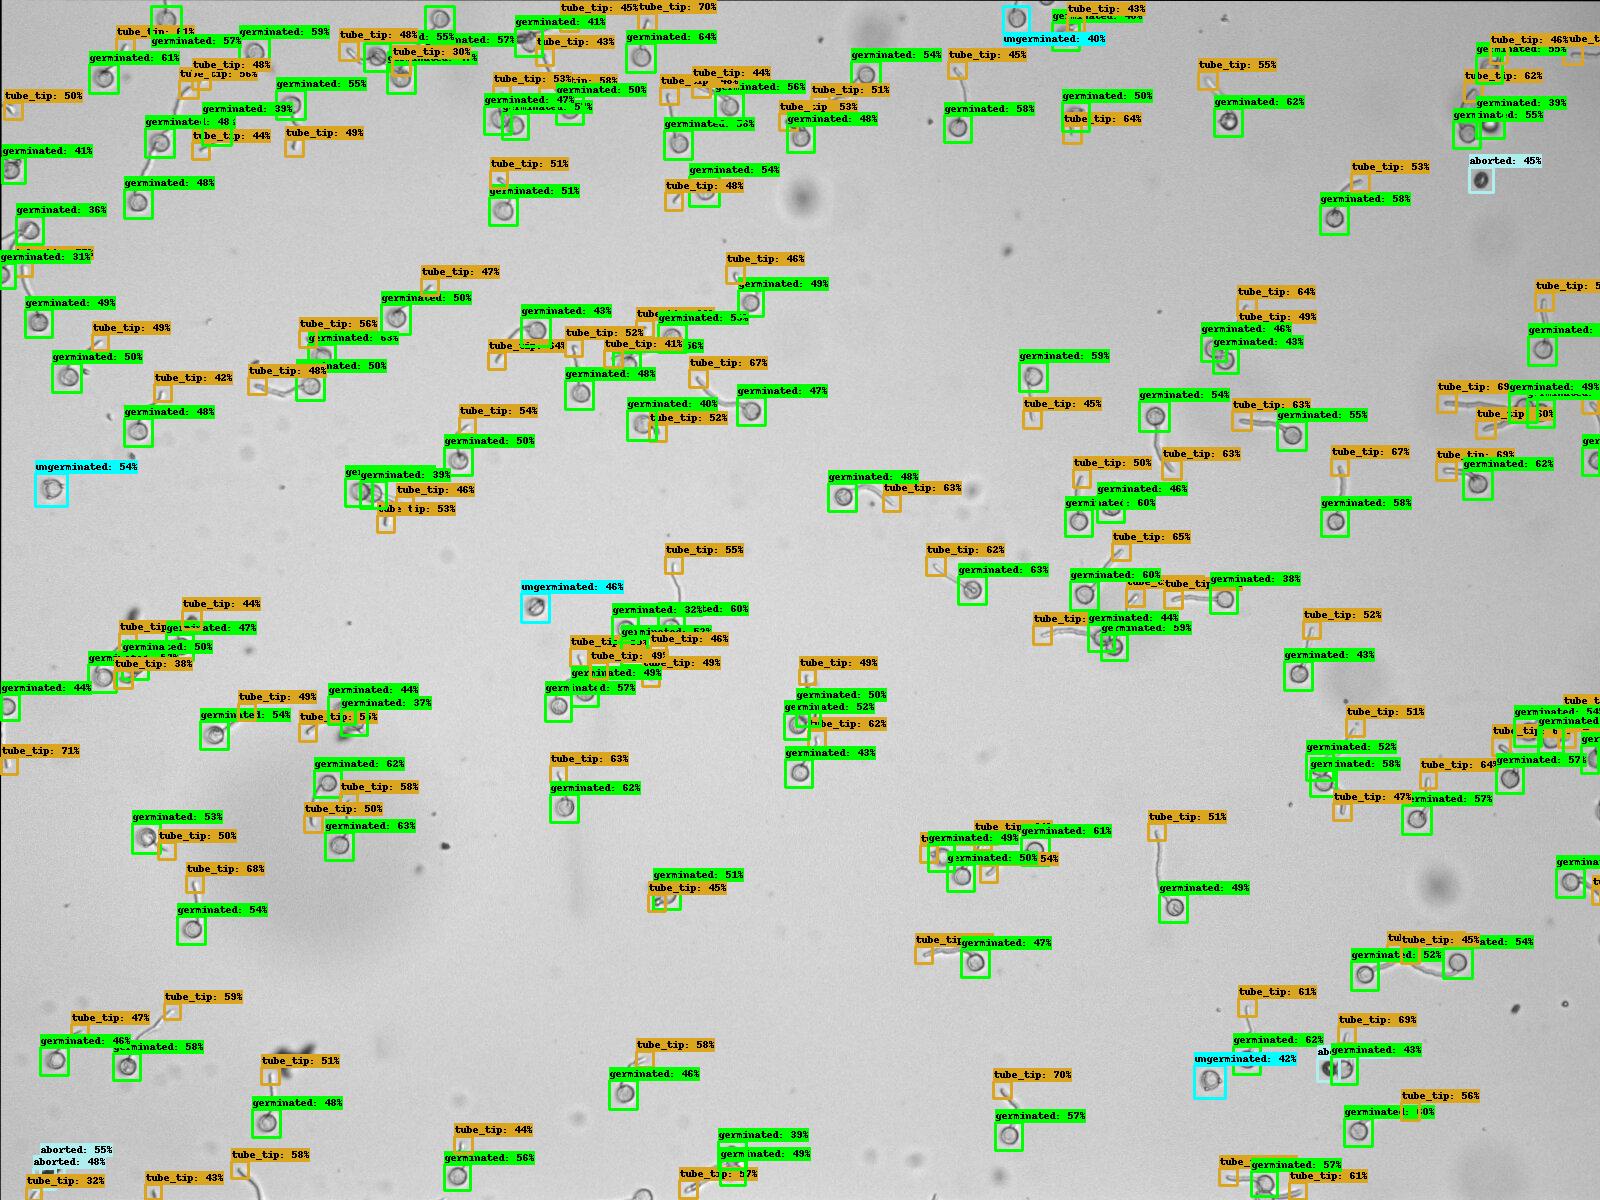 tube_tip: 45%
tube_tip: 70%
tube_tip: 43%
germinated: 41%
germinated: 59%
tube_tip: 48%
germinated: 57%
germinated: 64%
ungerminated: 40%
tube_tip: 43%
tube_tip: 46%
germinated: 61%
tube_tip: 30%
germinated: 54%
tube_tip: 45%
tube_tip: 48%
tube_tip: 55%
tube_tip: 44%
tube_tip: 62%
germinated: 55%
tube_tip: 53%
germinated: 50%
tube_tip: 51%
tube_tip: 50%
germinated: 50%
germinated: 62%
germinated: 39%
germinated: 39%
germinated: 58%
tube_tip: 64%
germinated: 48%
germinated: 55%
tube_tip: 44%
tube_tip: 49%
germinated: 41%
tube_tip: 51%
aborted: 45%
germinated: 54%
tube_tip: 53%
germinated: 48%
germinated: 51%
tube_tip: 48%
germinated: 58%
germinated: 36%
germinated: 31%
tube_tip: 46%
tube_tip: 47%
germinated: 49%
tube_tip: 64%
germinated: 50%
germinated: 49%
germinated: 43%
tube_tip: 49%
tube_tip: 56%
tube_tip: 49%
tube_tip: 52%
germinated: 46%
tube_tip: 41%
germinated: 43%
germinated: 50%
germinated: 59%
tube_tip: 67%
tube_tip: 48%
germinated: 48%
tube_tip: 42%
germinated: 47%
germinated: 54%
germinated: 49%
germinated: 40%
tube_tip: 45%
tube_tip: 63%
germinated: 48%
tube_tip: 54%
tube_tip: 52%
germinated: 55%
germinated: 50%
tube_tip: 63%
tube_tip: 67%
ungerminated: 54%
tube_tip: 50%
germinated: 62%
germinated: 39%
germinated: 48%
tube_tip: 46%
tube_tip: 63%
germinated: 46%
tube_tip: 53%
germinated: 58%
tube_tip: 65%
tube_tip: 55%
tube_tip: 62%
germinated: 63%
germinated: 60%
germinated: 38%
ungerminated: 46%
tube_tip: 44%
germinated: 32%
germinated: 44%
tube_tip: 52%
germinated: 59%
tube_tip: 46%
germinated: 50%
germinated: 43%
tube_tip: 38%
tube_tip: 49%
germinated: 44%
germinated: 57%
germinated: 44%
tube_tip: 49%
germinated: 50%
germinated: 37%
germinated: 52%
tube_tip: 51%
tube_tip: 62%
germinated: 52%
tube_tip: 71%
germinated: 43%
tube_tip: 63%
germinated: 57%
germinated: 62%
germinated: 58%
germinated: 62%
tube_tip: 58%
tube_tip: 47%
tube_tip: 50%
germinated: 53%
tube_tip: 51%
germinated: 63%
tube_tip: 50%
germinated: 61%
germinated: 49%
germinated: 50%
tube_tip: 68%
germinated: 51%
tube_tip: 45%
germinated: 49%
germinated: 54%
germinated: 47%
tube_tip: 45%
tube_tip: 59%
tube_tip: 61%
tube_tip: 47%
tube_tip: 69%
germinated: 46%
germinated: 62%
tube_tip: 58%
germinated: 43%
ungerminated: 42%
tube_tip: 51%
germinated: 46%
tube_tip: 70%
tube_tip: 56%
germinated: 48%
germinated: 57%
tube_tip: 44%
germinated: 39%
aborted: 55%
germinated: 49%
tube_tip: 58%
germinated: 56%
aborted: 48%
germinated: 57%
tube_tip: 43%
tube_tip: 32%
tube_tip: 61%